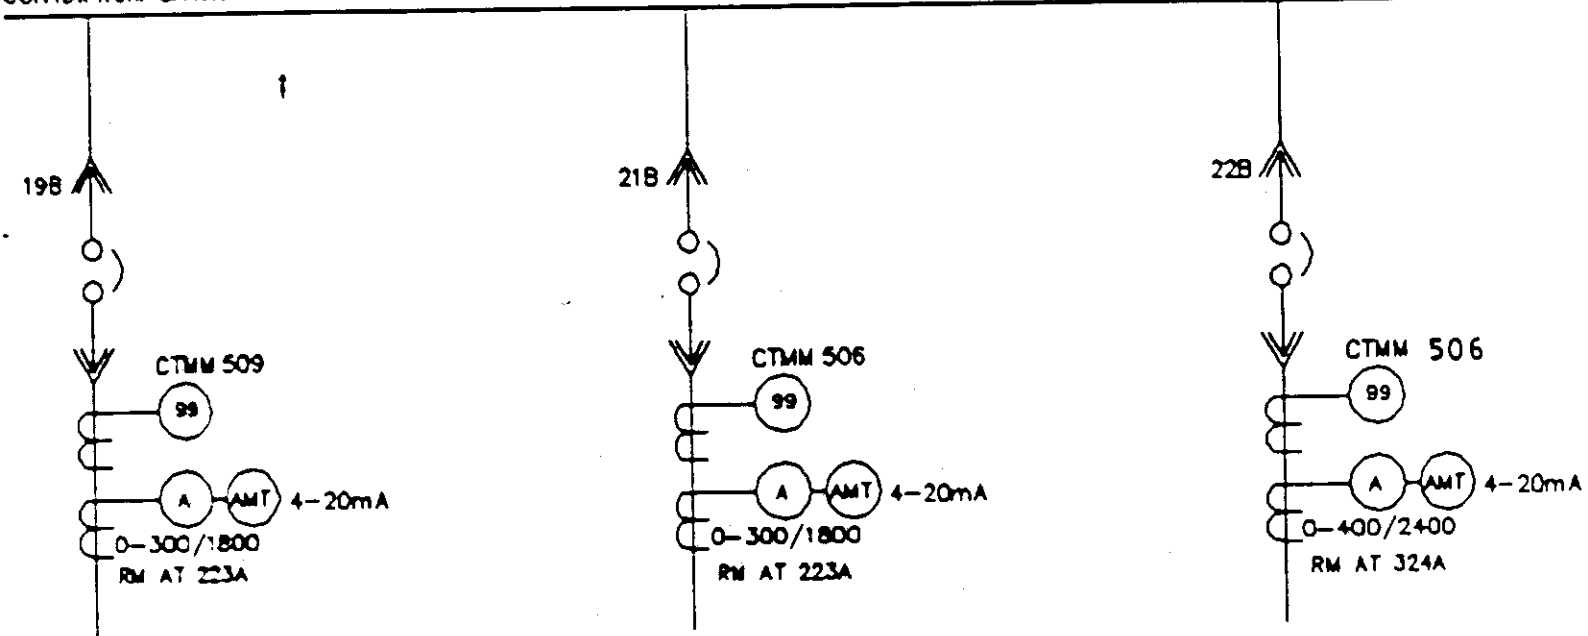 19B
CTMM 509
99
A
AMT
4-20mA
0-300/1800
RM AT 223A
21B
CTMM 506
99
A
AMT
4-20mA
0-300/1800
RM AT 223A
22B
CTMM 506
99
A
AMT
4-20mA
0-400/2400
RM AT 324A